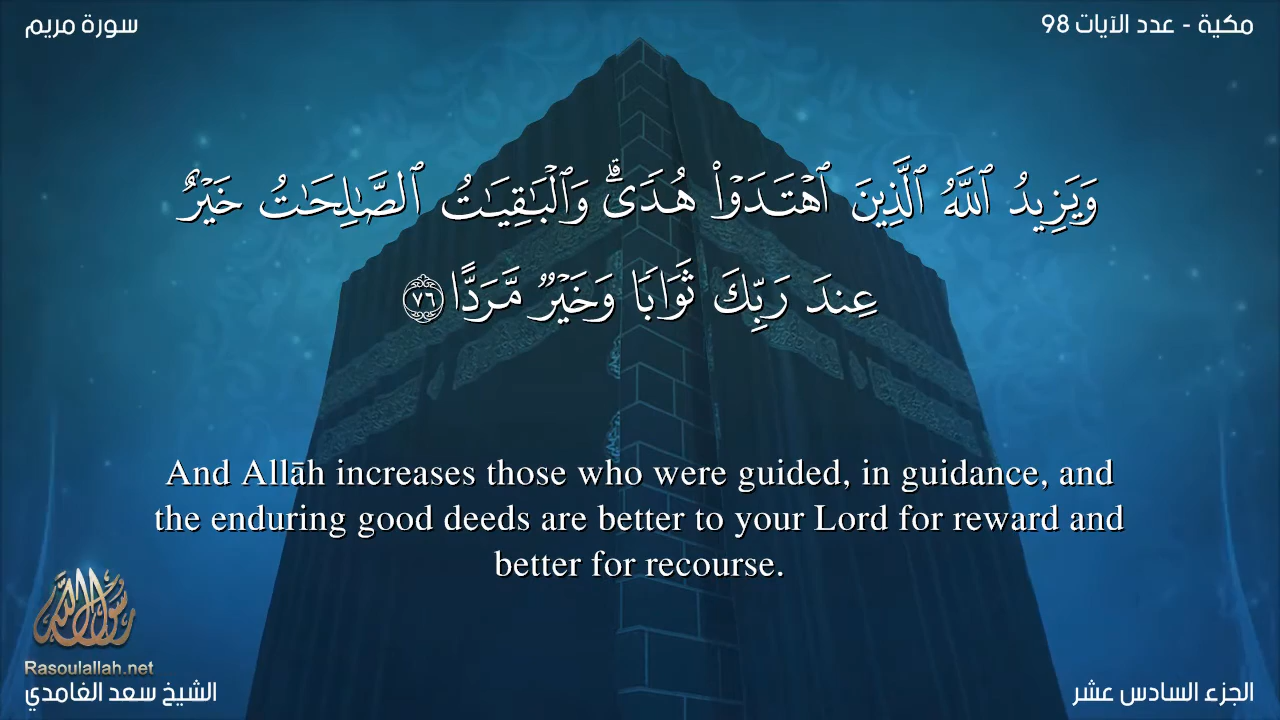 مكية - عدد الآيات 98
سورة مريم
وَيَزِيدُ ٱللَّهُ ٱلَّذِينَ ٱهْتَدَوْا۟ هُدًى ۗ وَٱلْبَـٰقِيَـٰتُ ٱلصَّـٰلِحَـٰتُ خَيْرٌ
عِندَ رَبِّكَ ثَوَابًا وَخَيْرٌ مَّرَدًّا ٧٦
And Allāh increases those who were guided, in guidance, and
the enduring good deeds are better to your Lord for reward and
better for recourse.
رسول الله
Rasoulallah.net
الجزء السادس عشر
الشيخ سعد الغامدي